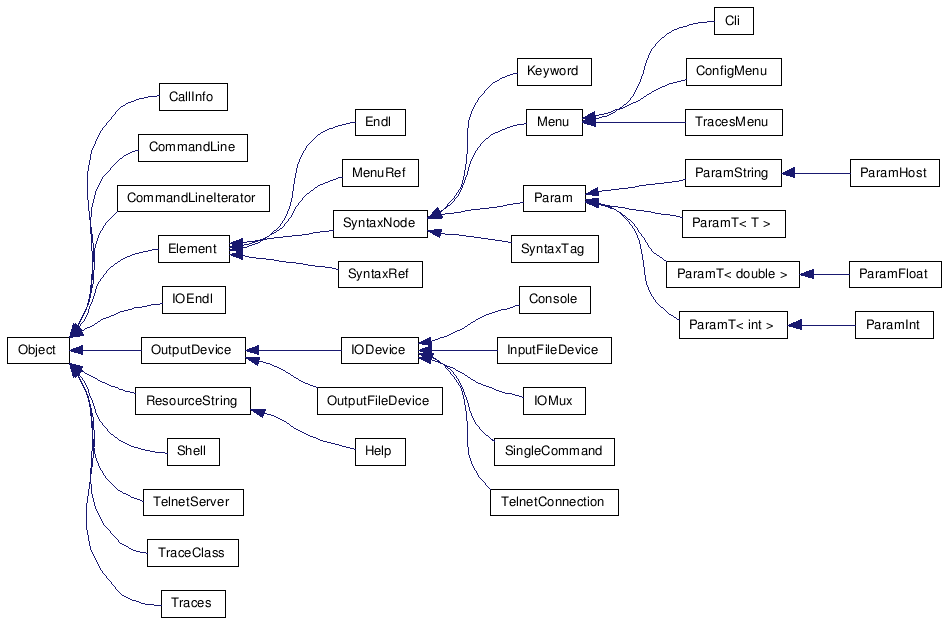 Cli
Keyword
ConfigMenu
CallInfo
Endl
Menu
TracesMenu
CommandLine
MenuRef
ParamString
ParamHost
CommandLineIterator
SyntaxNode
Param
ParamT< T >
Element
SyntaxTag
SyntaxRef
ParamT< double >
ParamFloat
IOEndl
Console
ParamT< int >
ParamInt
Object
OutputDevice
IODevice
InputFileDevice
ResourceString
OutputFileDevice
IOMux
Shell
Help
SingleCommand
TelnetServer
TelnetConnection
TraceClass
Traces